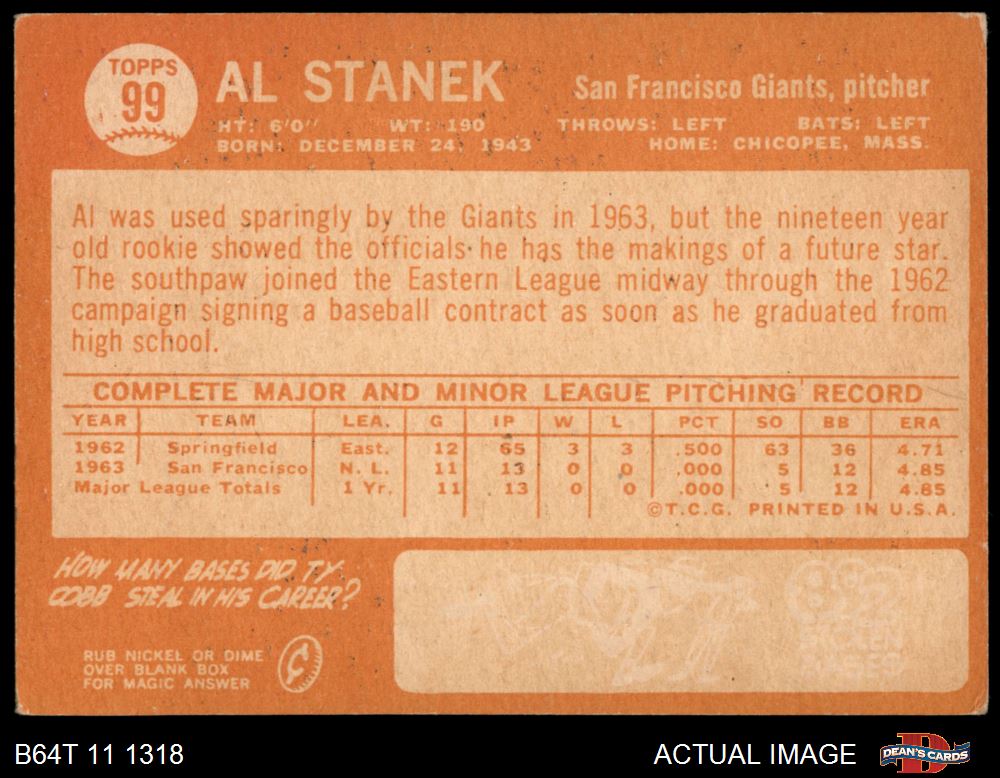 TOPPS
99
AL STANEK
San Francisco Giants, pitcher
HT: 6'0" WT: 190 THROWS: LEFT BATS: LEFT
BORN: DECEMBER 24, 1943 HOME: CHICOPEE, MASS.
Al was used sparingly by the Giants in 1963, but the nineteen year
old rookie showed the officials he has the makings of a future star.
The southpaw joined the Eastern League midway through the 1962
campaign signing a baseball contract as soon as he graduated from
high school.
COMPLETE MAJOR AND MINOR LEAGUE PITCHING RECORD
YEAR TEAM LEA. G IP W L PCT SO BB ERA
1962 Springfield East. 12 65 3 3 .500 63 36 4.71
1963 San Francisco N. L. 11 13 0 0 .000 5 12 4.85
Major League Totals 1 Yr. 11 13 0 0 .000 5 12 4.85
©T.C.G. PRINTED IN U.S.A.
HOW MANY BASES DID TY
COBB STEAL IN HIS CAREER?
RUB NICKEL OR DIME
OVER BLANK BOX
FOR MAGIC ANSWER
¢
892
STOLEN
BASES
B64T 11 1318
ACTUAL IMAGE
D
DEAN'S CARDS